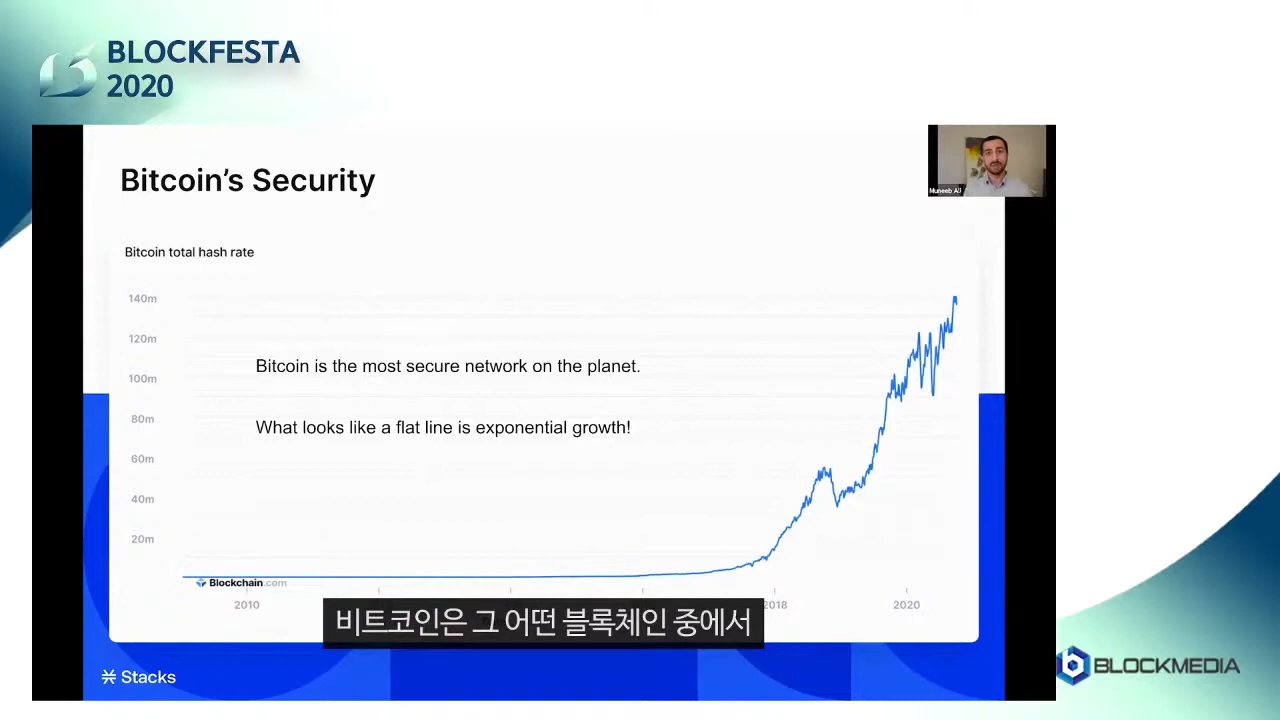 BLOCKFESTA
2020
Bitcoin's Security
Muneeb Ali
Bitcoin total hash rate
140m
120m
100m
80m
60m
40m
20m
Bitcoin is the most secure network on the planet.
What looks like a flat line is exponential growth!
Blockchain.com
2010
2018
2020
비트코인은 그 어떤 블록체인 중에서
Stacks
BLOCKMEDIA